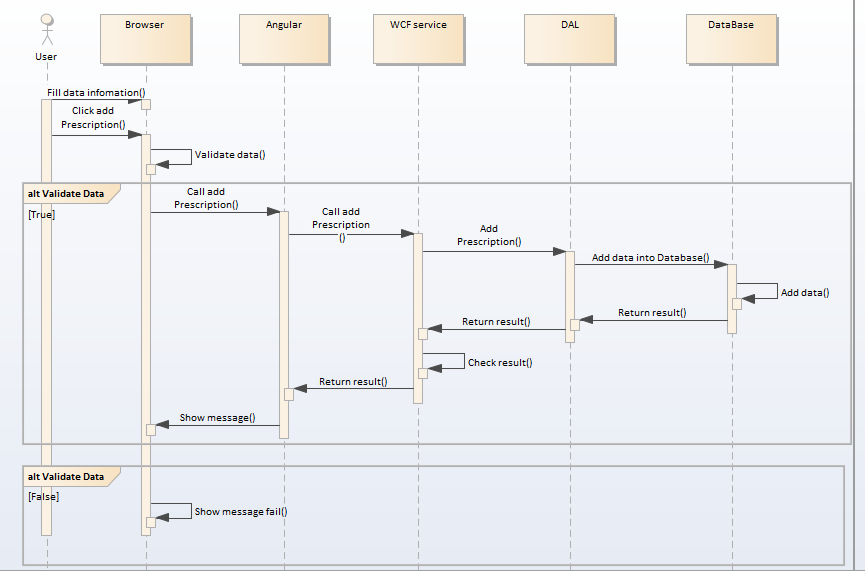 Browser
Angular
WCF service
DAL
DataBase
User
Fill data infomation()
Click add
Prescription()
Validate data()
alt Validate Data
[True]
Call add
Prescription()
Call add
Prescription
()
Add
Prescription()
Add data into Database()
Add data()
Return result()
Return result()
Check result()
Return result()
Show message()
alt Validate Data
[False]
Show message fail()